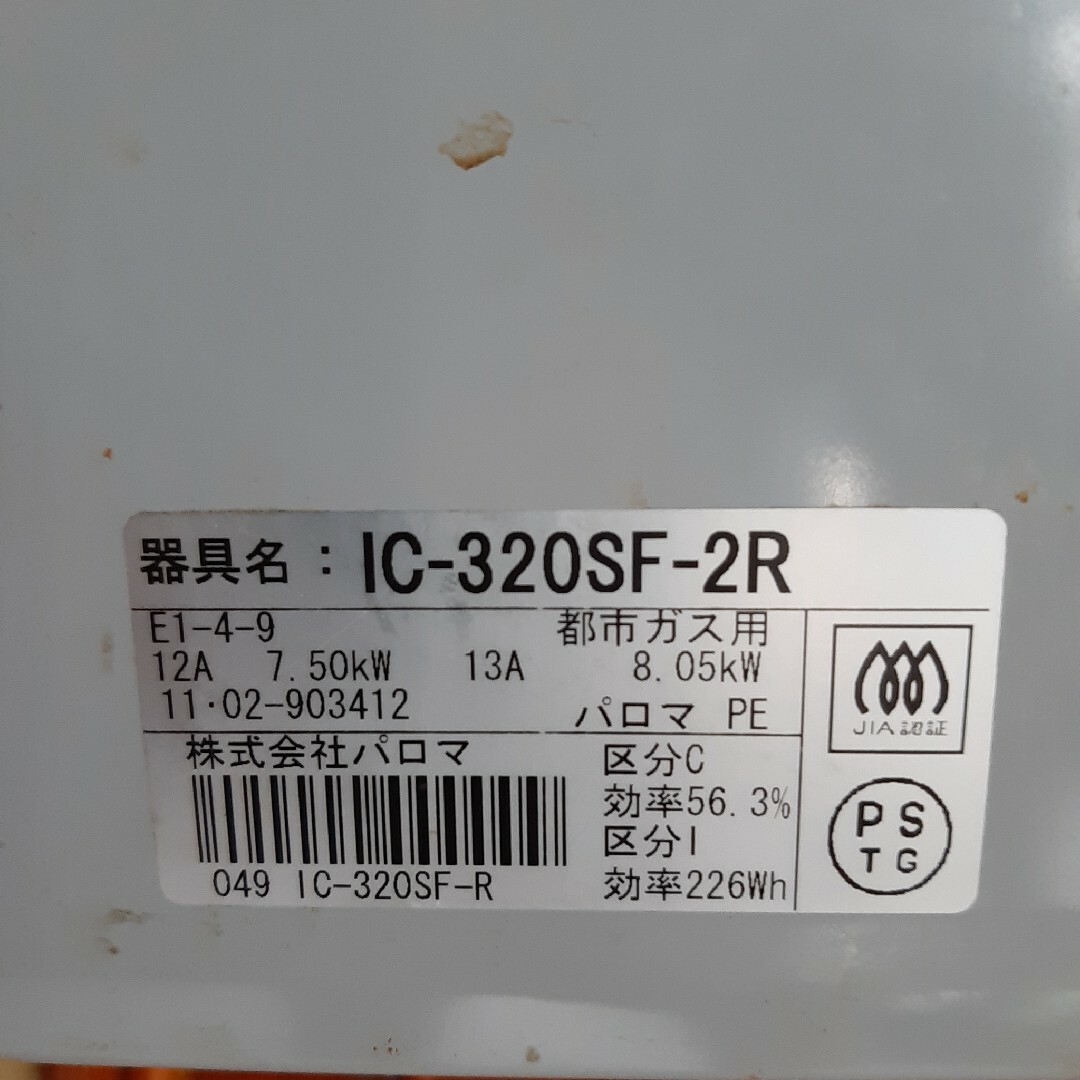 器具名：IC-320SF-2R
E1-4-9 都市ガス用
12A 7.50kW 13A 8.05kW
11・02-903412 パロマ PE
株式会社パロマ
区分C
効率56.3%
区分I
効率226Wh
049 IC-320SF-R
JIA認証
PS
TG